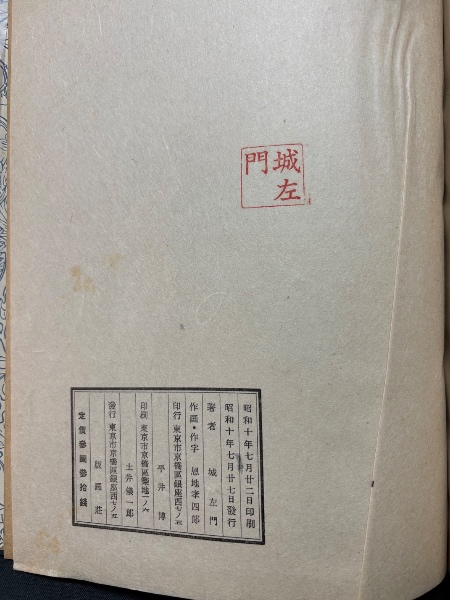 城左
門
昭和十年七月廿二日印刷
昭和十年七月廿七日發行
著者 城左門
作畫・作字 恩地孝四郎
印行 東京市京橋區銀座西七ノ五
平井博
印刷 東京市京橋區築地二ノ六
土井儀一郎
發行 東京市京橋區銀座西七ノ五
版畫莊
定價參圓參拾錢